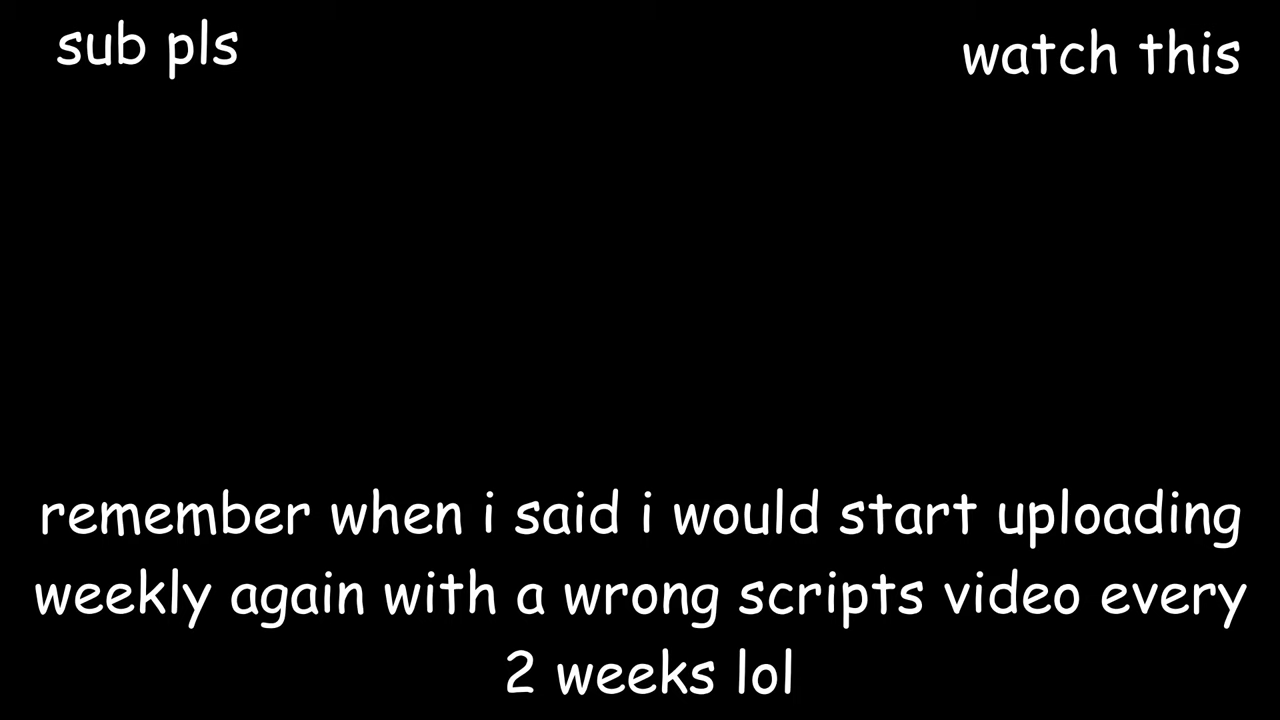 sub pls
watch this
remember when i said i would start uploading
weekly again with a wrong scripts video every
2 weeks lol